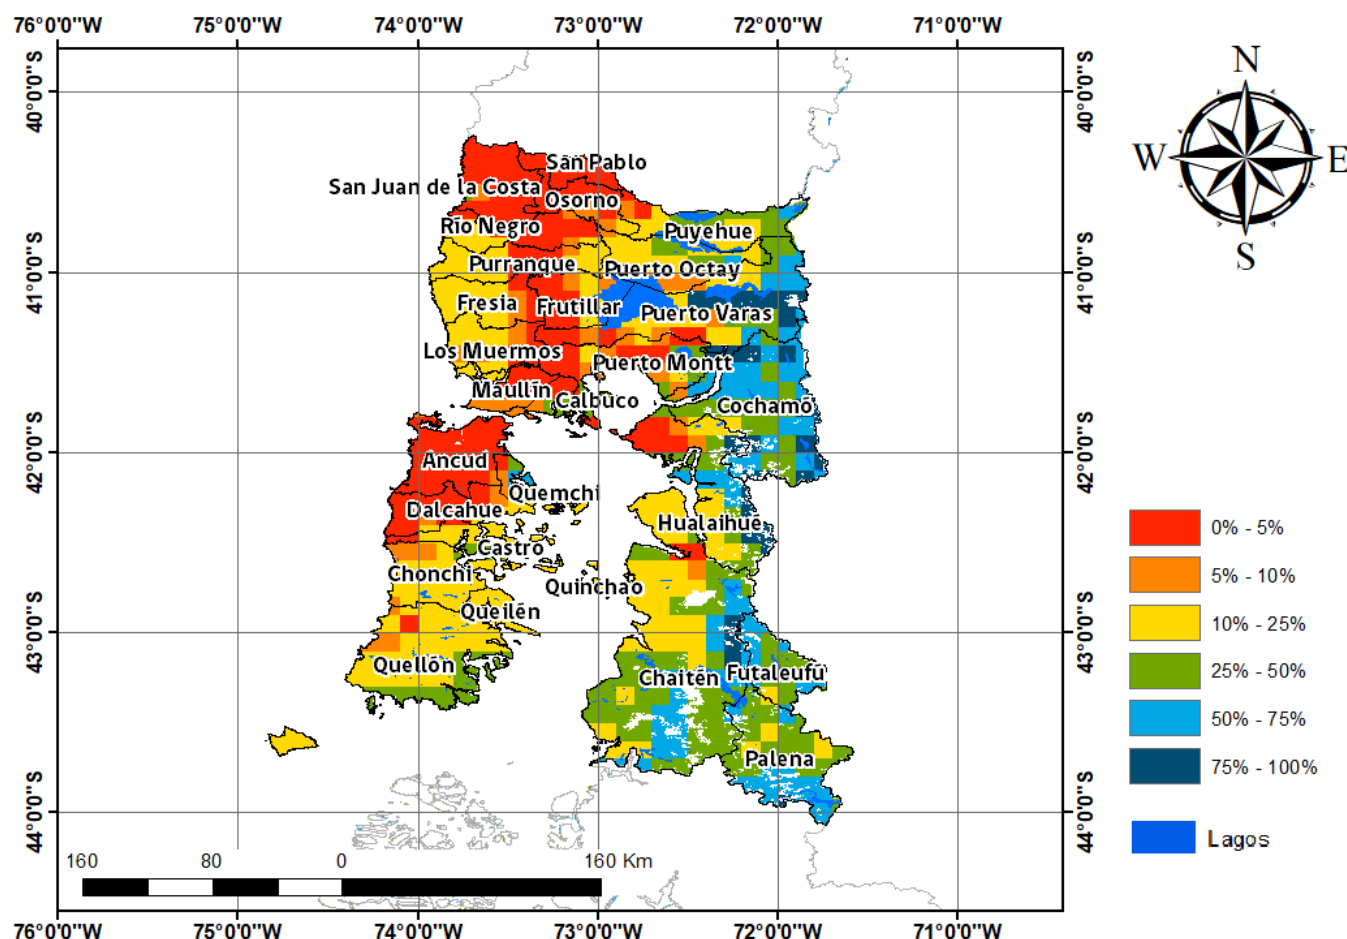 76°0'0"W 75°0'0"W 74°0'0"W 73°0'0"W 72°0'0"W 71°0'0"W
40°0'0"S 40°0'0"S
N
W E
S
San Pablo
San Juan de la Costa
Osorno
Río Negro
Puyehue
Purranque
Puerto Octay
41°0'0"S 41°0'0"S
Fresia
Frutillar
Puerto Varas
Los Muermos
Puerto Montt
Maullín
Calbuco
Cochamó
42°0'0"S 42°0'0"S
Ancud
Quemchi
Dalcahue
Hualaihué
Castro
Chonchi
Quinchao
Queilén
43°0'0"S 43°0'0"S
Quellón
Chaitén
Futaleufú
Palena
44°0'0"S 44°0'0"S
0% - 5%
5% - 10%
10% - 25%
25% - 50%
50% - 75%
75% - 100%
Lagos
160 80 0 160 Km
76°0'0"W 75°0'0"W 74°0'0"W 73°0'0"W 72°0'0"W 71°0'0"W